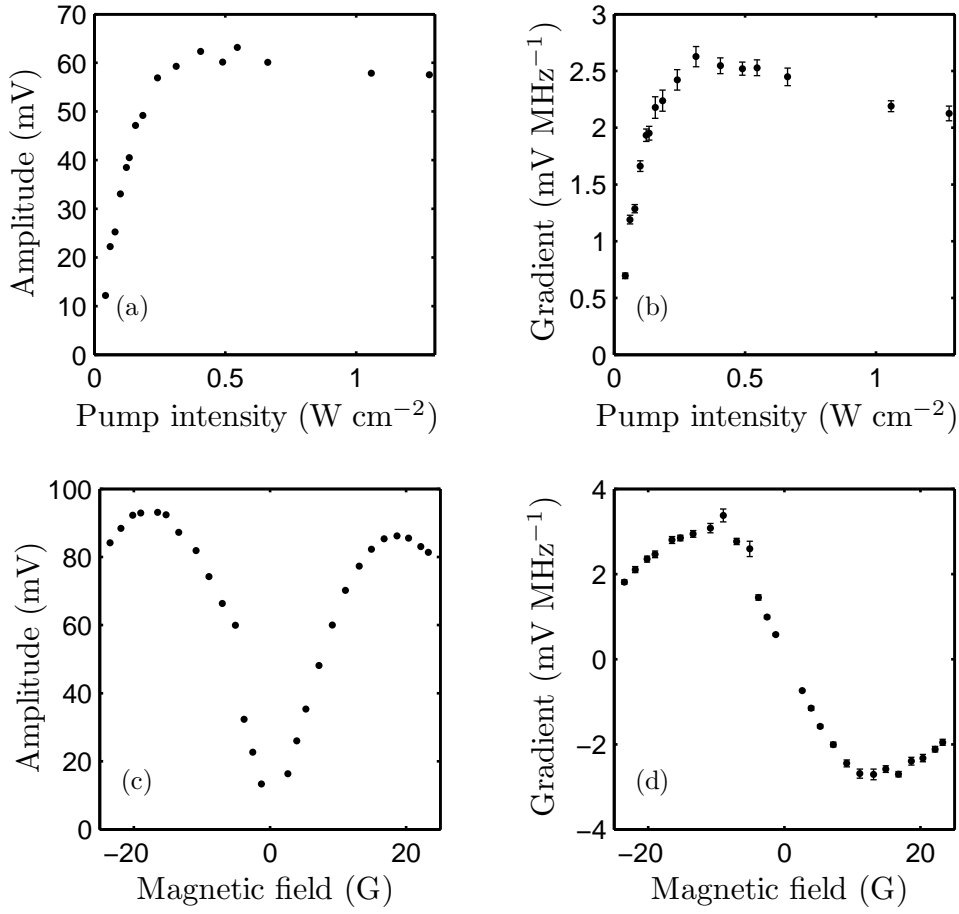 70
60
50
40
30
20
10
0
Amplitude (mV)
(a)
0 0.5 1
Pump intensity (W cm−2)
3
2.5
2
1.5
1
0.5
0
Gradient (mV MHz−1)
(b)
0 0.5 1
Pump intensity (W cm−2)
100
80
60
40
20
0
Amplitude (mV)
(c)
−20 0 20
Magnetic field (G)
4
2
0
−2
−4
Gradient (mV MHz−1)
(d)
−20 0 20
Magnetic field (G)